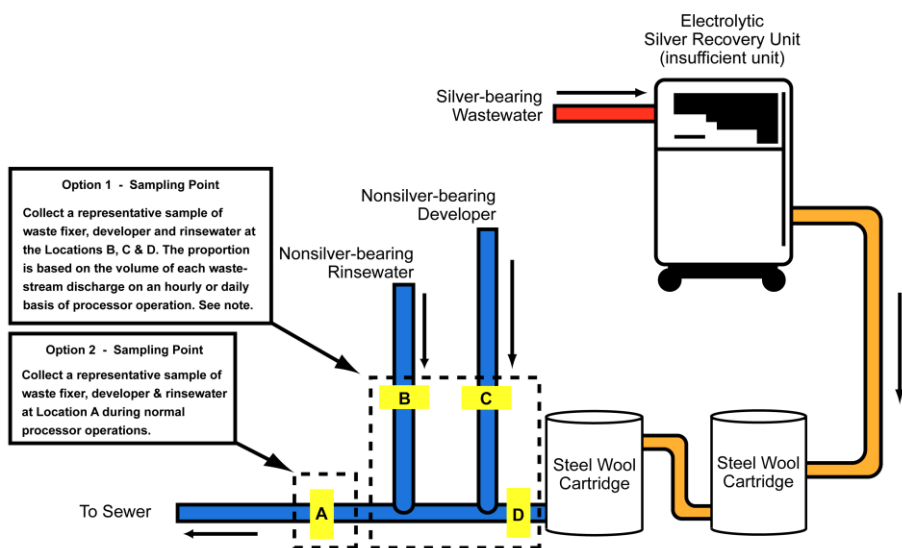 Electrolytic
Silver Recovery Unit
(insufficient unit)
Silver-bearing
Wastewater
Option 1 - Sampling Point
Collect a representative sample of
waste fixer, developer and rinsewater at
the Locations B, C & D. The proportion
is based on the volume of each waste-
stream discharge on an hourly or daily
basis of processor operation. See note.
Nonsilver-bearing
Developer
Nonsilver-bearing
Rinsewater
Option 2 - Sampling Point
Collect a representative sample of
waste fixer, developer & rinsewater
at Location A during normal
processor operations.
B
C
Steel Wool
Cartridge
Steel Wool
Cartridge
To Sewer
A
D